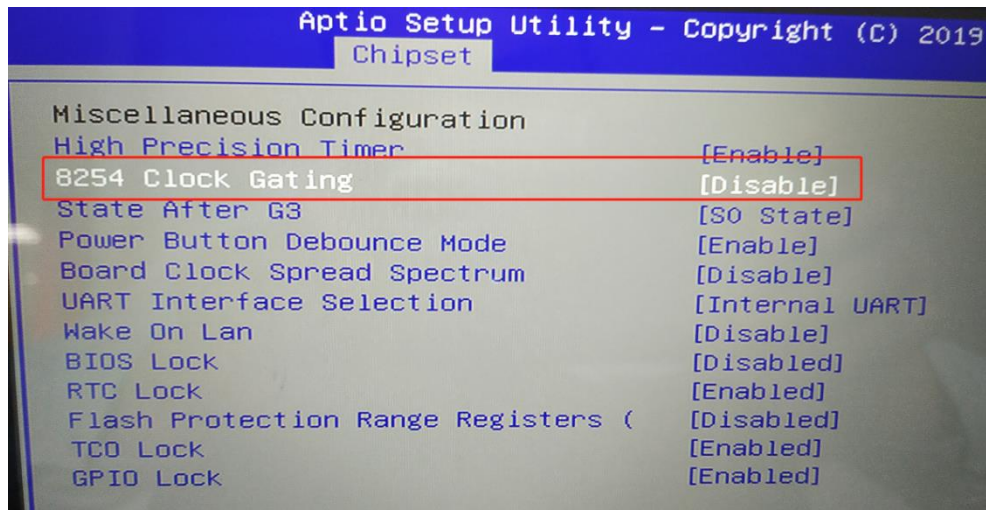 Aptio Setup Utility – Copyright (C) 2019
Chipset
Miscellaneous Configuration
High Precision Timer [Enable]
8254 Clock Gating [Disable]
State After G3 [S0 State]
Power Button Debounce Mode [Enable]
Board Clock Spread Spectrum [Disable]
UART Interface Selection [Internal UART]
Wake On Lan [Disable]
BIOS Lock [Disabled]
RTC Lock [Enabled]
Flash Protection Range Registers ( [Disabled]
TCO Lock [Enabled]
GPIO Lock [Enabled]